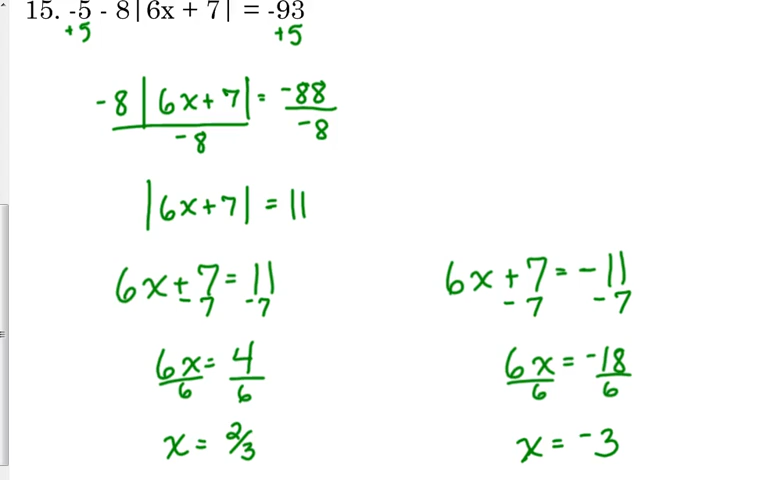 15. -5 - 8|6x + 7| = -93
+5 +5
-8|6x+7| = -88
-8 -8
|6x+7| = 11
6x+7=11 6x+7=-11
-7 -7 -7 -7
6x= 4 6x = -18
6 6 6 6
x = 2/3 x = -3